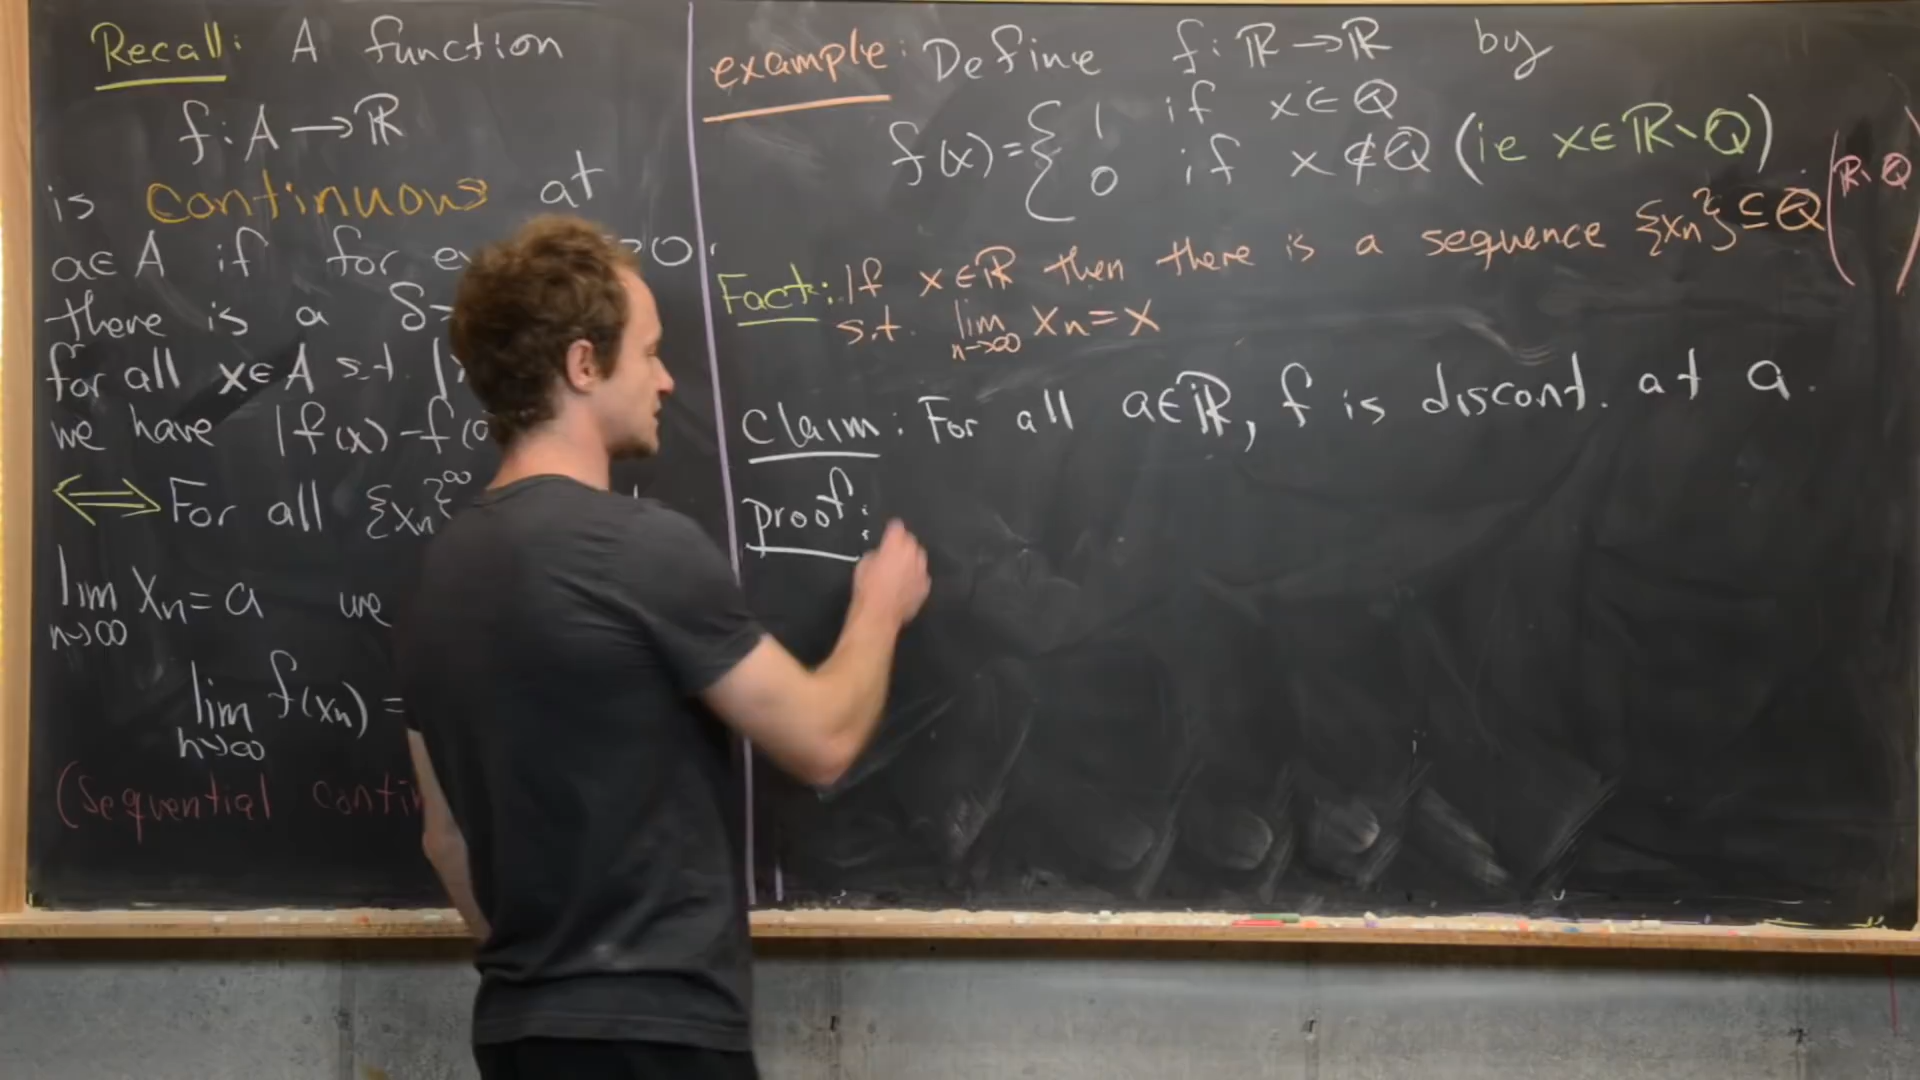 Recall: A function
f: A → ℝ
is continuous at
a∈A if for >0
there is a δ
for all x∈A s.t. |
we have |f(x)-f(
⟺ For all {xn}^∞
lim n→∞ xn = a we
lim n→∞ f(xn) =
(Sequential
example: Define f: ℝ→ℝ by
f(x) = { 1 if x∈ℚ
0 if x∉ℚ (ie x∈ℝ\ℚ)
Fact: If x∈ℝ then there is a sequence {xn}⊆ℚ (ℝ\ℚ)
s.t. lim n→∞ xn = x
Claim: For all a∈ℝ, f is discont. at a.
proof: